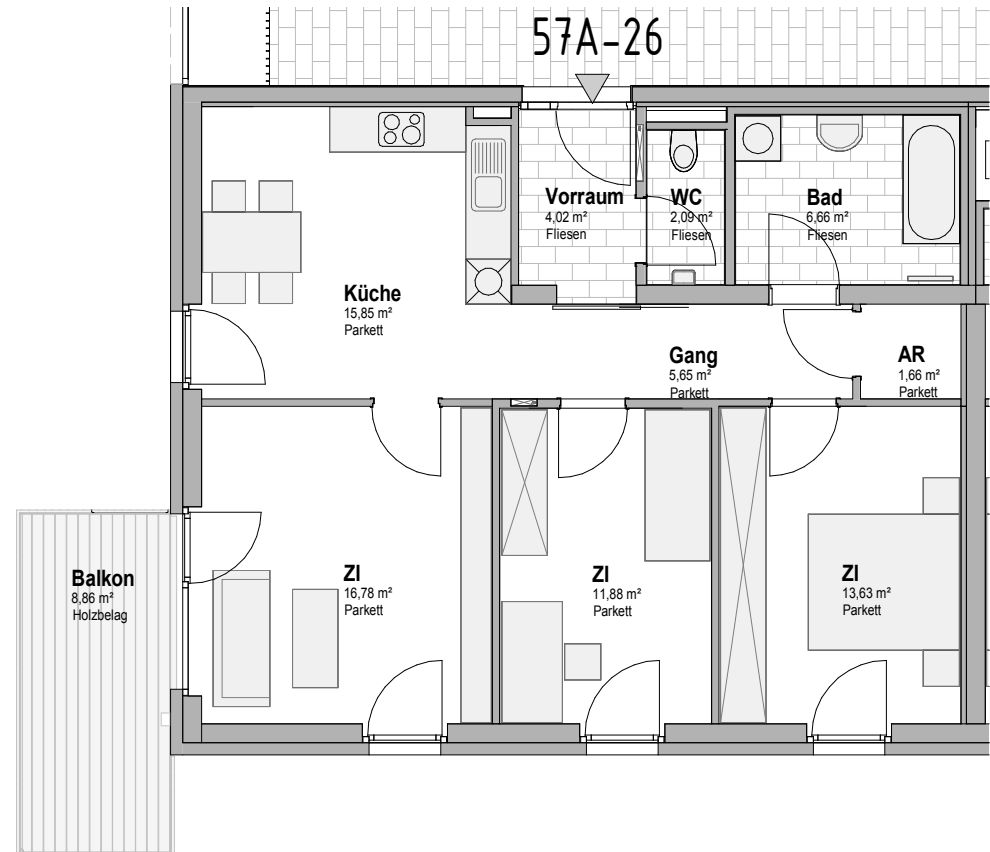 57A-26
Vorraum
4,02 m²
Fliesen
WC
2,09 m²
Fliesen
Bad
6,66 m²
Fliesen
Küche
15,85 m²
Parkett
Gang
5,65 m²
Parkett
AR
1,66 m²
Parkett
Balkon
8,86 m²
Holzbelag
ZI
16,78 m²
Parkett
ZI
11,88 m²
Parkett
ZI
13,63 m²
Parkett